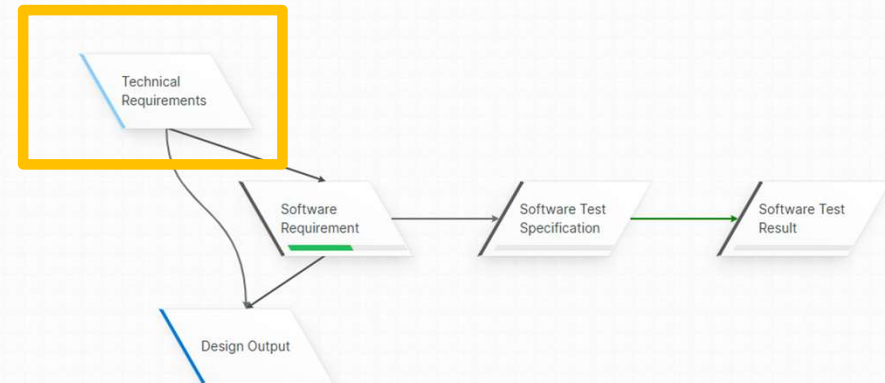 Technical
Requirements
Software
Requirement
Software Test
Specification
Software Test
Result
Design Output